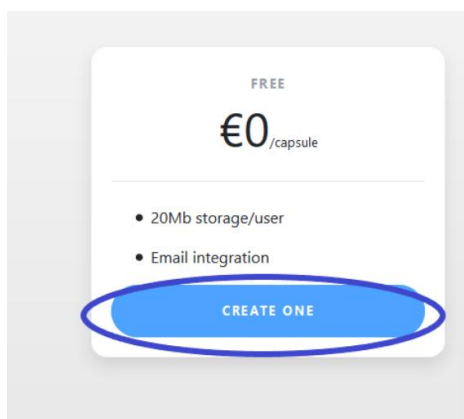 FREE
€0/capsule
20Mb storage/user
Email integration
CREATE ONE